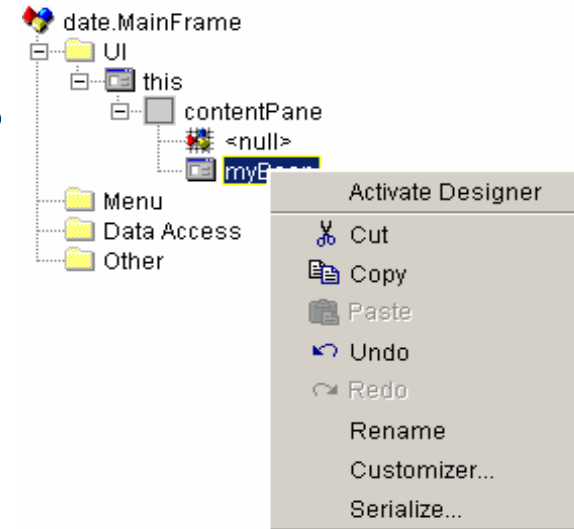 date.MainFrame
UI
this
contentPane
<null>
myBean
Menu
Data Access
Other
Activate Designer
Cut
Copy
Paste
Undo
Redo
Rename
Customizer...
Serialize...